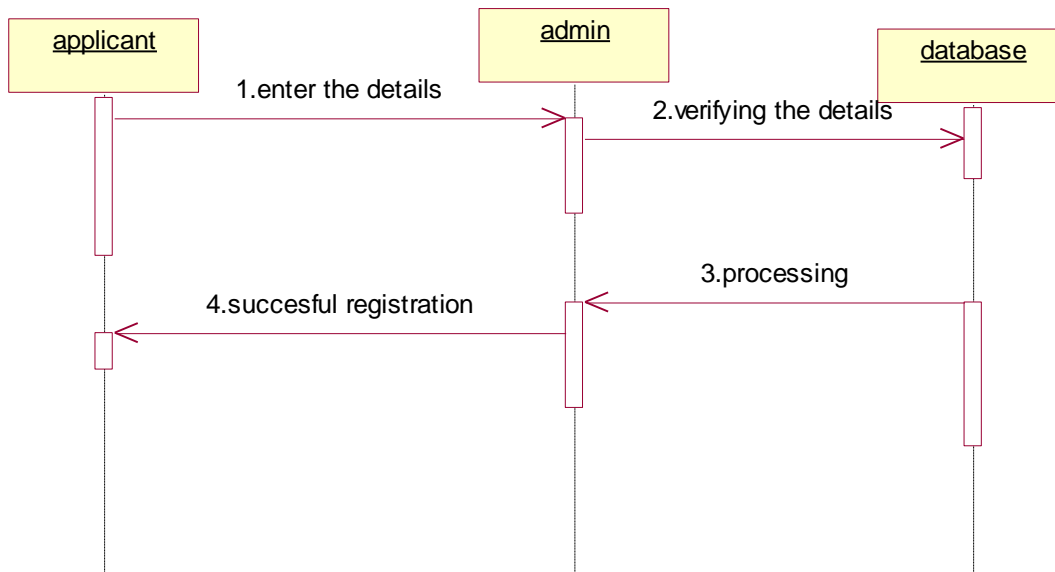 applicant
admin
database
1.enter the details
2.verifying the details
3.processing
4.succesful registration